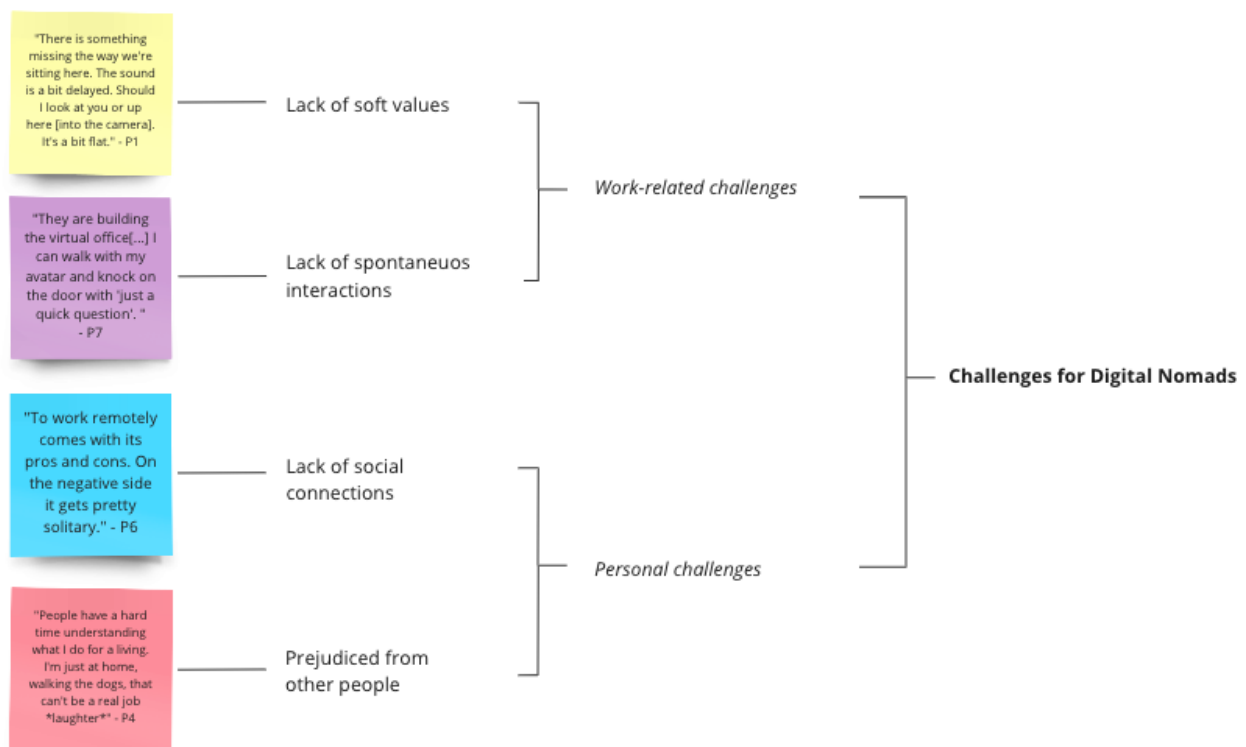 "There is something
missing the way we're
sitting here. The sound
is a bit delayed. Should
I look at you or up
here [into the camera].
It's a bit flat." - P1
Lack of soft values
Work-related challenges
"They are building
the virtual office[...] I
can walk with my
avatar and knock on
the door with 'just a
quick question'. "
- P7
Lack of spontaneuos
interactions
Challenges for Digital Nomads
"To work remotely
comes with its
pros and cons. On
the negative side
it gets pretty
solitary." - P6
Lack of social
connections
Personal challenges
"People have a hard
time understanding
what I do for a living.
I'm just at home,
walking the dogs, that
can't be a real job
*laughter*" - P4
Prejudiced from
other people